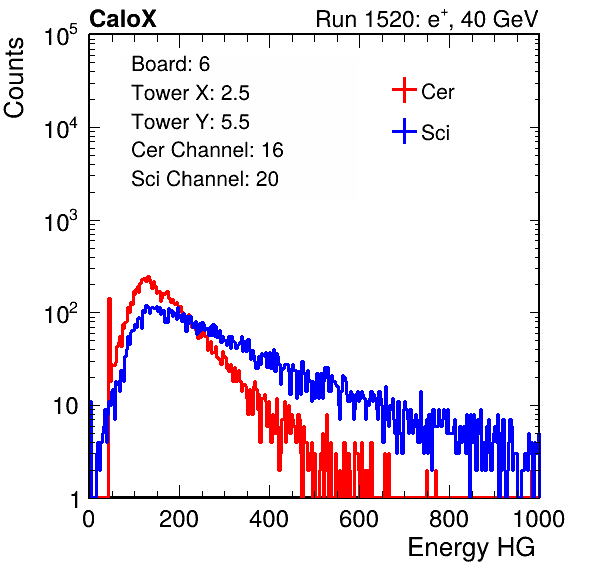 CaloX Run 1520: e⁺, 40 GeV
Counts
Board: 6
Tower X: 2.5
Tower Y: 5.5
Cer Channel: 16
Sci Channel: 20
Cer
Sci
10⁵
10⁴
10³
10²
10
1
0 200 400 600 800 1000
Energy HG